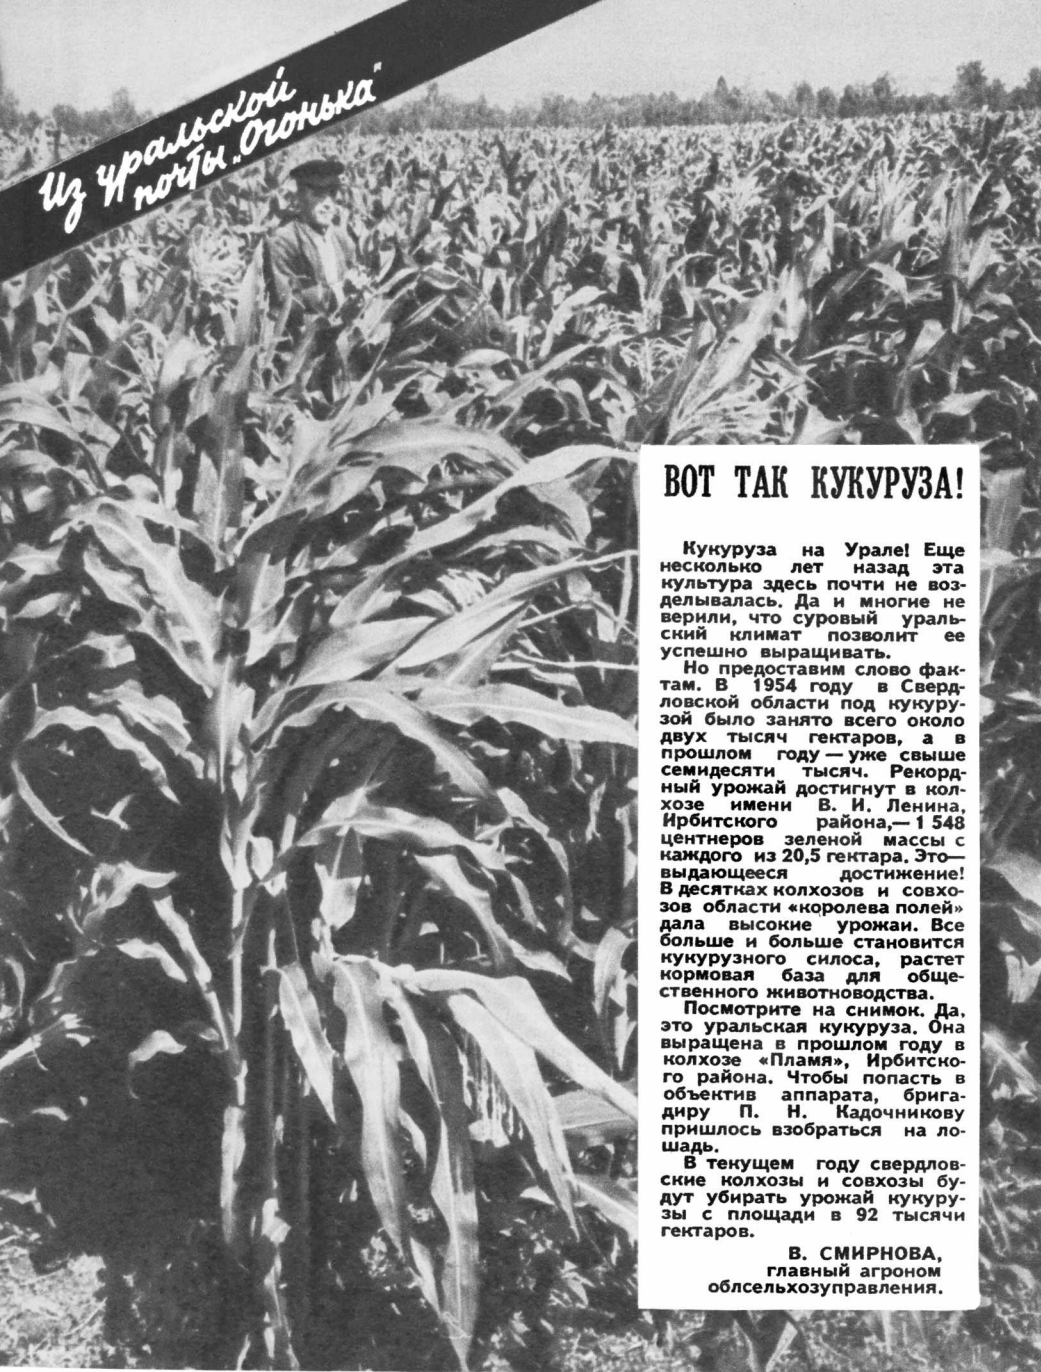 Из уральской
почты „Огонька“
ВОТ ТАК КУКУРУЗА!
Кукуруза на Урале! Еще
несколько лет назад эта
культура здесь почти не воз-
делывалась. Да и многие не
верили, что суровый ураль-
ский климат позволит ее
успешно выращивать.
Но предоставим слово фак-
там. В 1954 году в Сверд-
ловской области под кукуру-
зой было занято всего около
двух тысяч гектаров, а в
прошлом году — уже свыше
семидесяти тысяч. Рекорд-
ный урожай достигнут в кол-
хозе имени В. И. Ленина,
Ирбитского района,— 1 548
центнеров зеленой массы с
каждого из 20,5 гектара. Это—
выдающееся достижение!
В десятках колхозов и совхо-
зов области «королева полей»
дала высокие урожаи. Все
больше и больше становится
кукурузного силоса, растет
кормовая база для обще-
ственного животноводства.
Посмотрите на снимок. Да,
это уральская кукуруза. Она
выращена в прошлом году в
колхозе «Пламя», Ирбитско-
го района. Чтобы попасть в
объектив аппарата, брига-
диру П. Н. Кадочникову
пришлось взобраться на ло-
шадь.
В текущем году свердлов-
ские колхозы и совхозы бу-
дут убирать урожай кукуру-
зы с площади в 92 тысячи
гектаров.
В. СМИРНОВА,
главный агроном
облсельхозуправления.